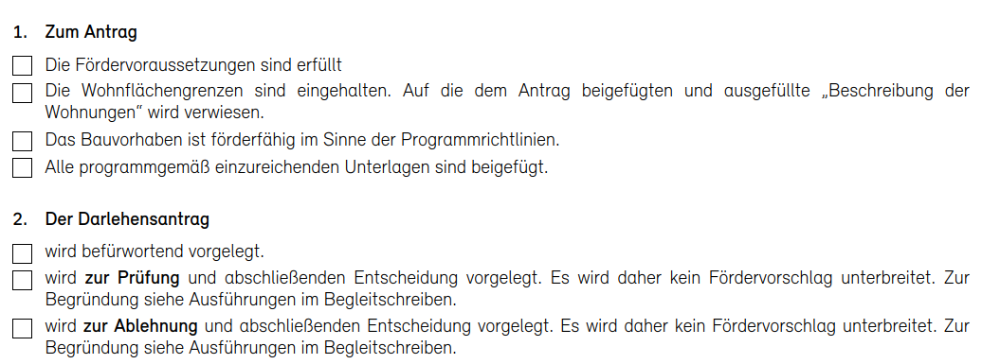 1. Zum Antrag
Die Fördervoraussetzungen sind erfüllt
Die Wohnflächengrenzen sind eingehalten. Auf die dem Antrag beigefügten und ausgefüllte „Beschreibung der
Wohnungen“ wird verwiesen.
Das Bauvorhaben ist förderfähig im Sinne der Programmrichtlinien.
Alle programmgemäß einzureichenden Unterlagen sind beigefügt.
2. Der Darlehensantrag
wird befürwortend vorgelegt.
wird zur Prüfung und abschließenden Entscheidung vorgelegt. Es wird daher kein Fördervorschlag unterbreitet. Zur
Begründung siehe Ausführungen im Begleitschreiben.
wird zur Ablehnung und abschließenden Entscheidung vorgelegt. Es wird daher kein Fördervorschlag unterbreitet. Zur
Begründung siehe Ausführungen im Begleitschreiben.